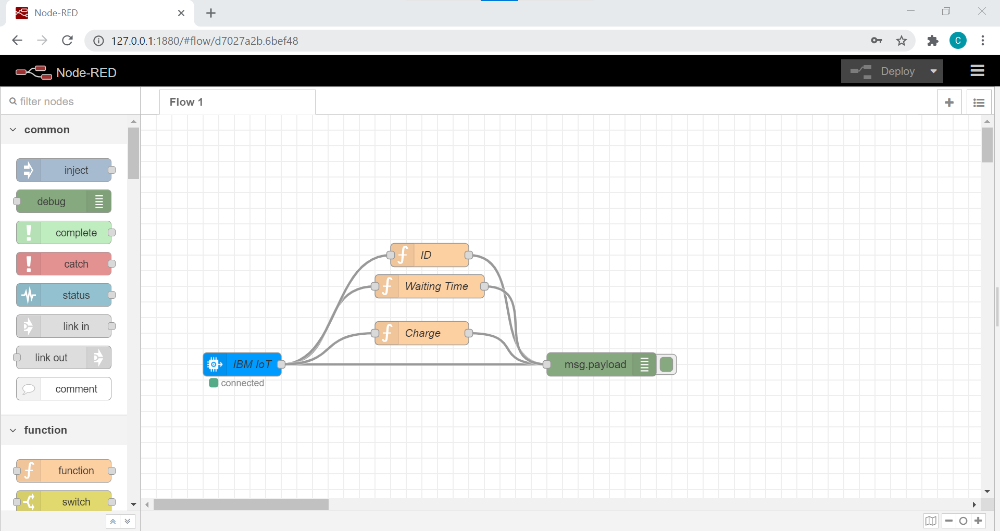 Node-RED
127.0.0.1:1880/#flow/d7027a2b.6bef48
C
Node-RED
Deploy
filter nodes
Flow 1
common
inject
debug
complete
catch
status
link in
link out
comment
function
function
switch
ID
Waiting Time
Charge
IBM IoT
connected
msg.payload